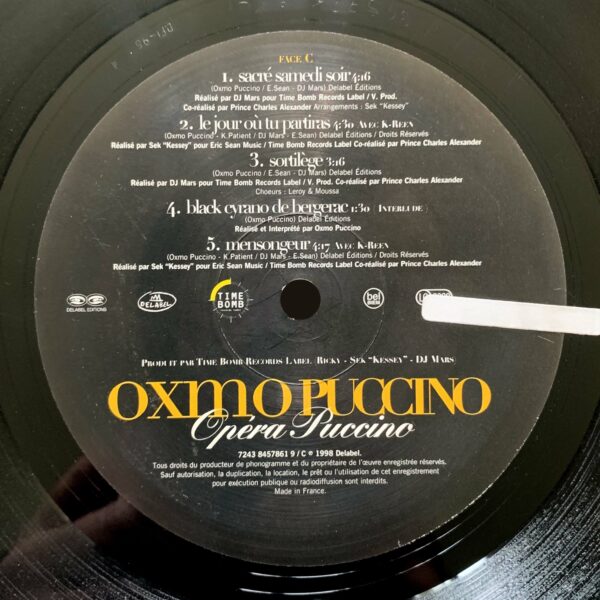 FACE C
1. sacré samedi soir 4:16
(Oxmo Puccino / E.Sean - DJ Mars) Delabel Editions
Réalisé par DJ Mars pour Time Bomb Records Label / V. Prod.
Co-réalisé par Prince Charles Alexander Arrangements : Sek "Kessey"
2. le jour où tu partiras 4:30 AVEC K-REEN
(Oxmo Puccino - K.Patient / DJ Mars - E.Sean) Delabel Editions / Droits Réservés
Réalisé par Sek "Kessey" pour Eric Sean Music / Time Bomb Records Label Co-réalisé par Prince Charles Alexander
3. sortilège 3:16
(Oxmo Puccino / E.Sean - DJ Mars) Delabel Editions
Réalisé par DJ Mars pour Time Bomb Records Label / V. Prod. Co-réalisé par Prince Charles Alexander
Choeurs : Leroy & Moussa
4. black cyrano de bergerac 1:30 (INTERLUDE)
(Oxmo Puccino) Delabel Editions
Réalisé et Interprété par Oxmo Puccino
5. mensongeur 4:17 AVEC K-REEN
(Oxmo Puccino - K.Patient / DJ Mars - E.Sean) Delabel Editions / Droits Réservés
Réalisé par Sek "Kessey" pour Eric Sean Music / Time Bomb Records Label Co-réalisé par Prince Charles Alexander
DELABEL EDITIONS
DELABEL
TIME BOMB
bel
PRODUIT PAR TIME BOMB RECORDS LABEL (RICKY - SEK "KESSEY" - DJ MARS)
OXMO PUCCINO
Opéra Puccino
7243 8457861 9 / C ℗ 1998 Delabel.
Tous droits du producteur de phonogramme et du propriétaire de l'œuvre enregistrée réservés.
Sauf autorisation, la duplication, la location, le prêt ou l'utilisation de cet enregistrement
pour exécution publique ou radiodiffusion sont interdits.
Made in France.